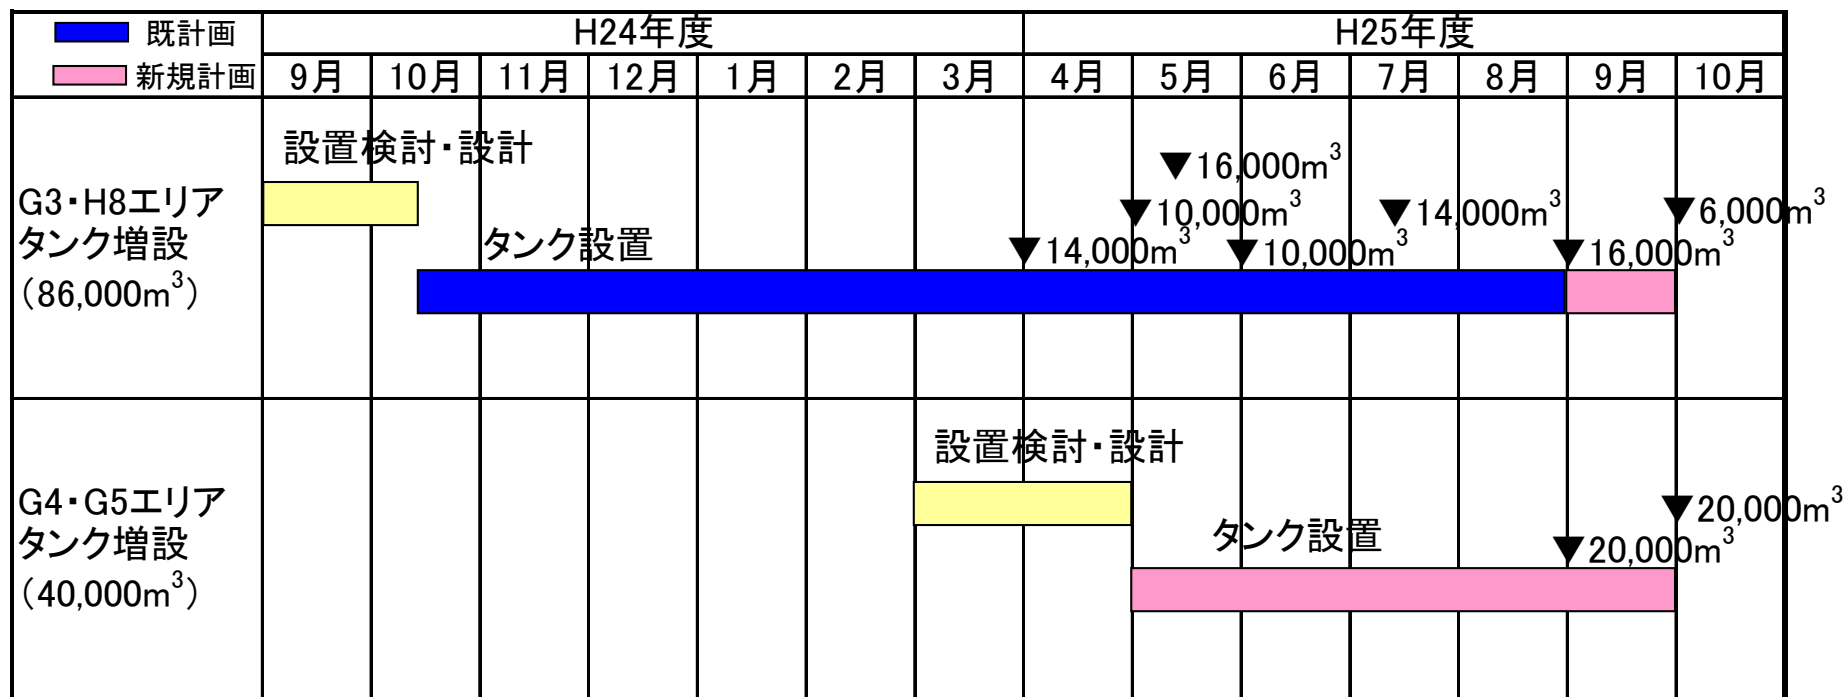 既計画
新規計画
H24年度
H25年度
9月 10月 11月 12月 1月 2月 3月 4月 5月 6月 7月 8月 9月 10月
G3・H8エリア
タンク増設
（86,000m³）
設置検討・設計
タンク設置
▼16,000m³
▼10,000m³
▼14,000m³
▼6,000m³
▼14,000m³
▼10,000m³
▼16,000m³
G4・G5エリア
タンク増設
（40,000m³）
設置検討・設計
タンク設置
▼20,000m³
▼20,000m³